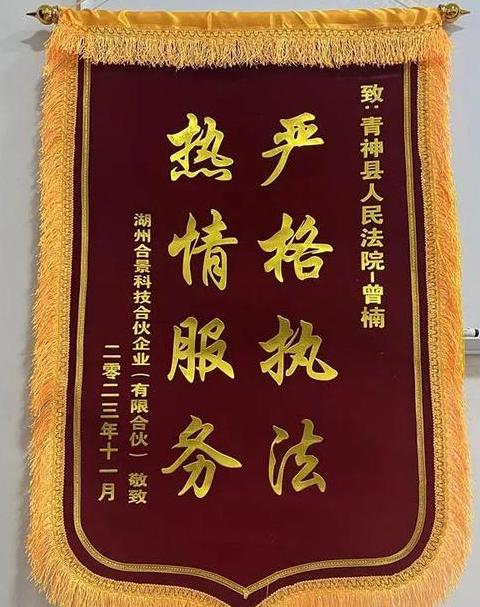 致:青神县人民法院-曾楠
严格执法
热情服务
湖州合景科技合伙企业(有限合伙) 敬致
二零二三年十一月